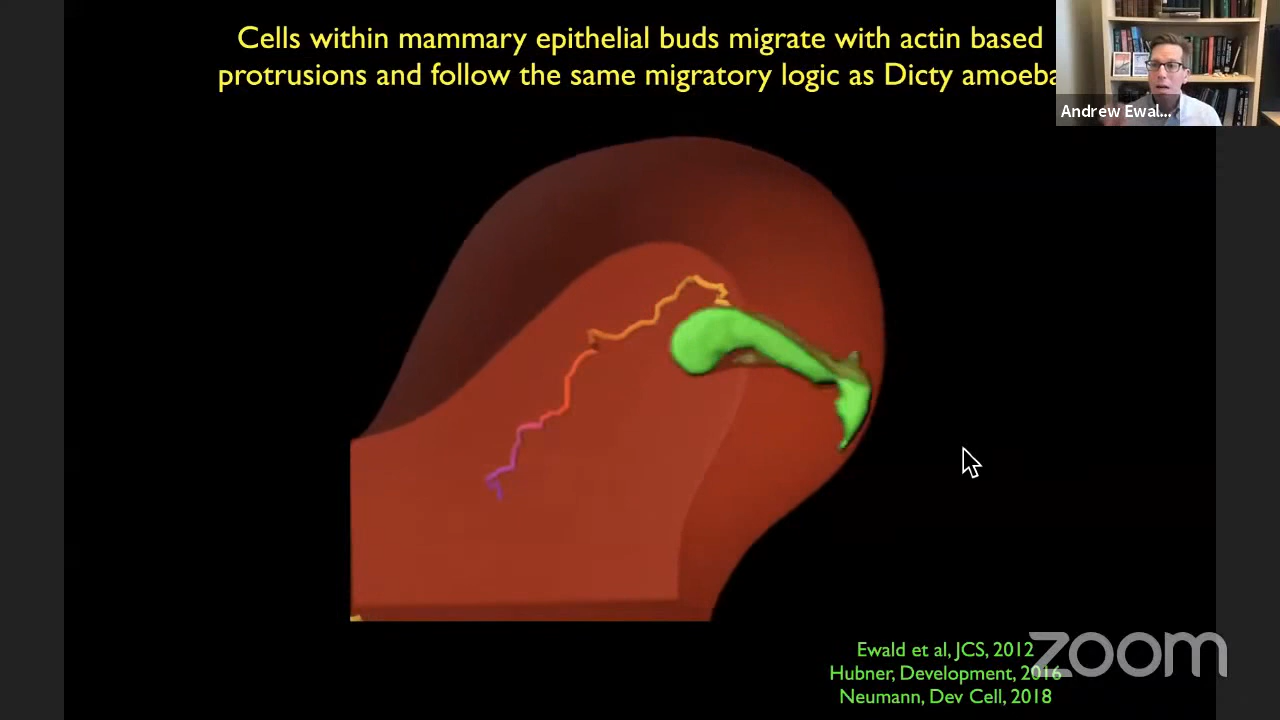 Cells within mammary epithelial buds migrate with actin based
protrusions and follow the same migratory logic as Dicty amoeba
Andrew Ewal...
Ewald et al, JCS, 2012
Hubner, Development, 2016
Neumann, Dev Cell, 2018
zoom